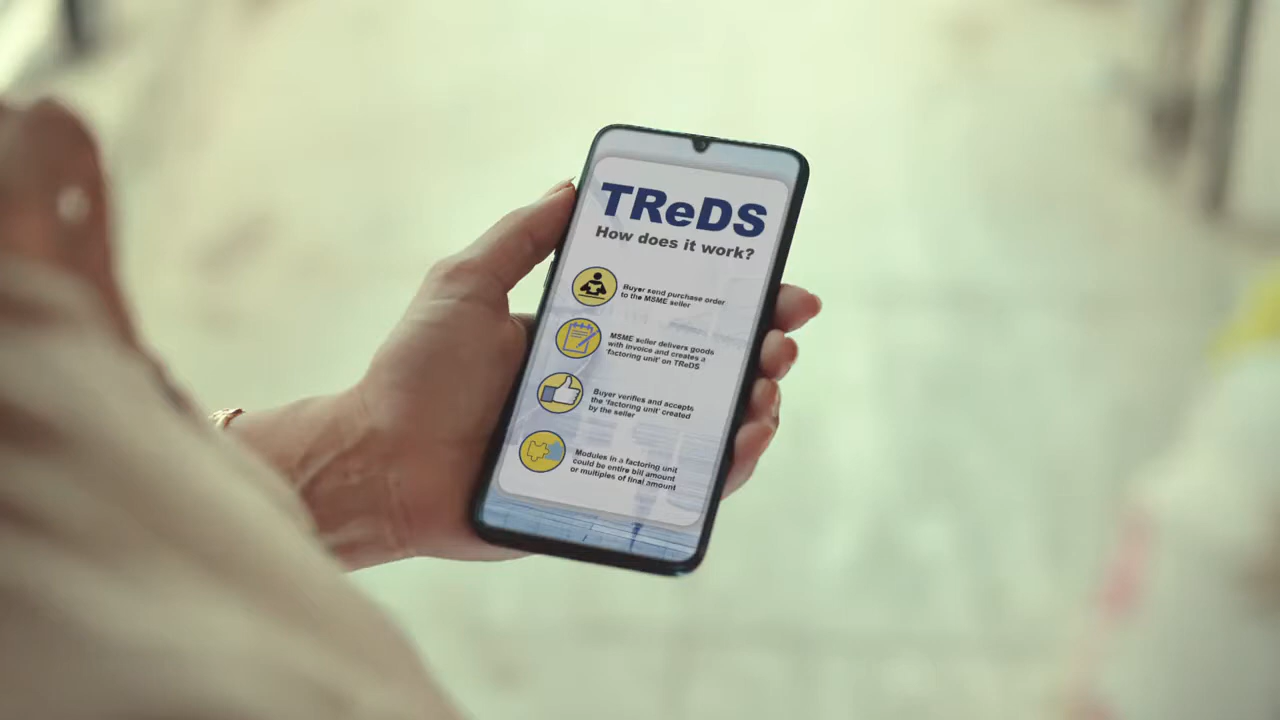 TReDS
How does it work?
Buyer send purchase order
to the MSME seller
MSME seller delivers goods
with invoice and creates a
'factoring unit' on TReDS
Buyer verifies and accepts
the 'factoring unit' created
by the seller
Modules in a factoring unit
could be entire bill amount
or multiples of final amount